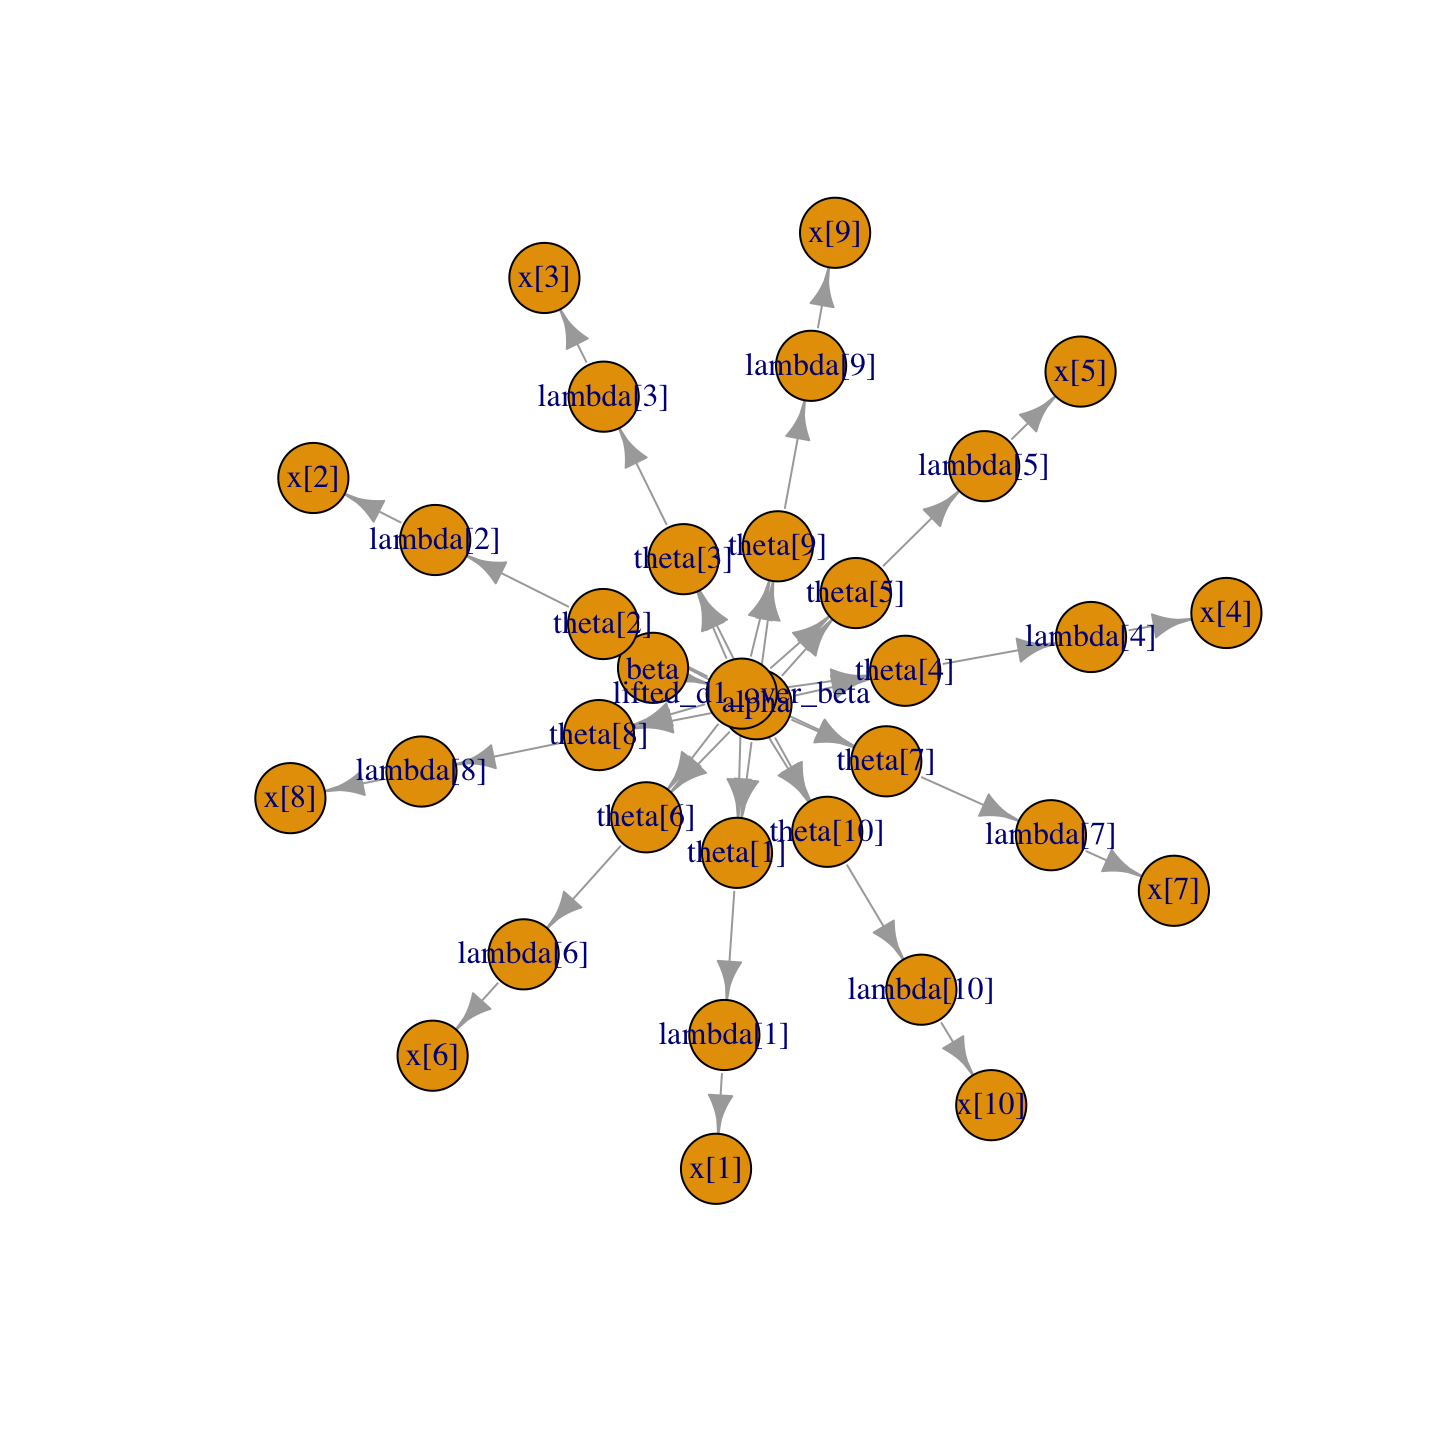 x[9]
x[3]
lambda[9]
x[5]
lambda[3]
lambda[5]
x[2]
lambda[2]
theta[9]
theta[3]
theta[5]
x[4]
theta[2]
lambda[4]
beta
theta[4]
lifted_d1_over_beta
alpha
theta[8]
theta[7]
lambda[8]
x[8]
theta[6]
theta[10]
lambda[7]
theta[1]
x[7]
lambda[6]
lambda[10]
lambda[1]
x[6]
x[10]
x[1]